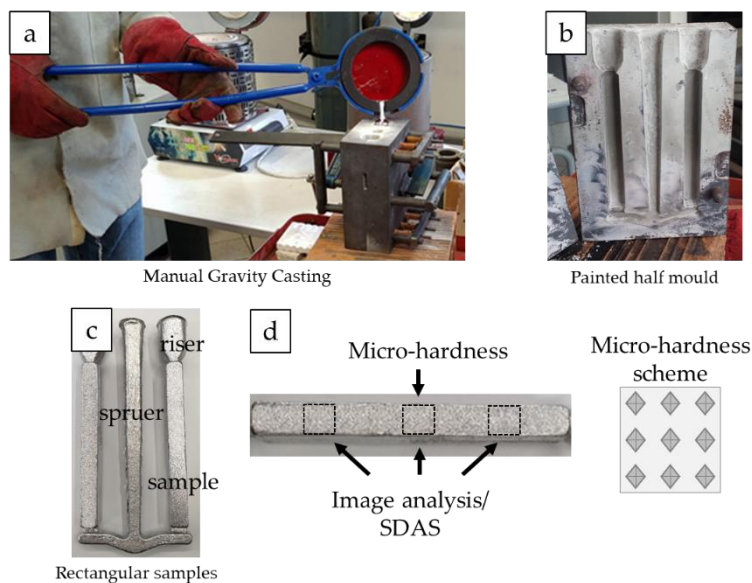 a
Manual Gravity Casting
b
Painted half mould
c
riser
spruer
sample
Rectangular samples
d
Micro-hardness
Image analysis/
SDAS
Micro-hardness
scheme